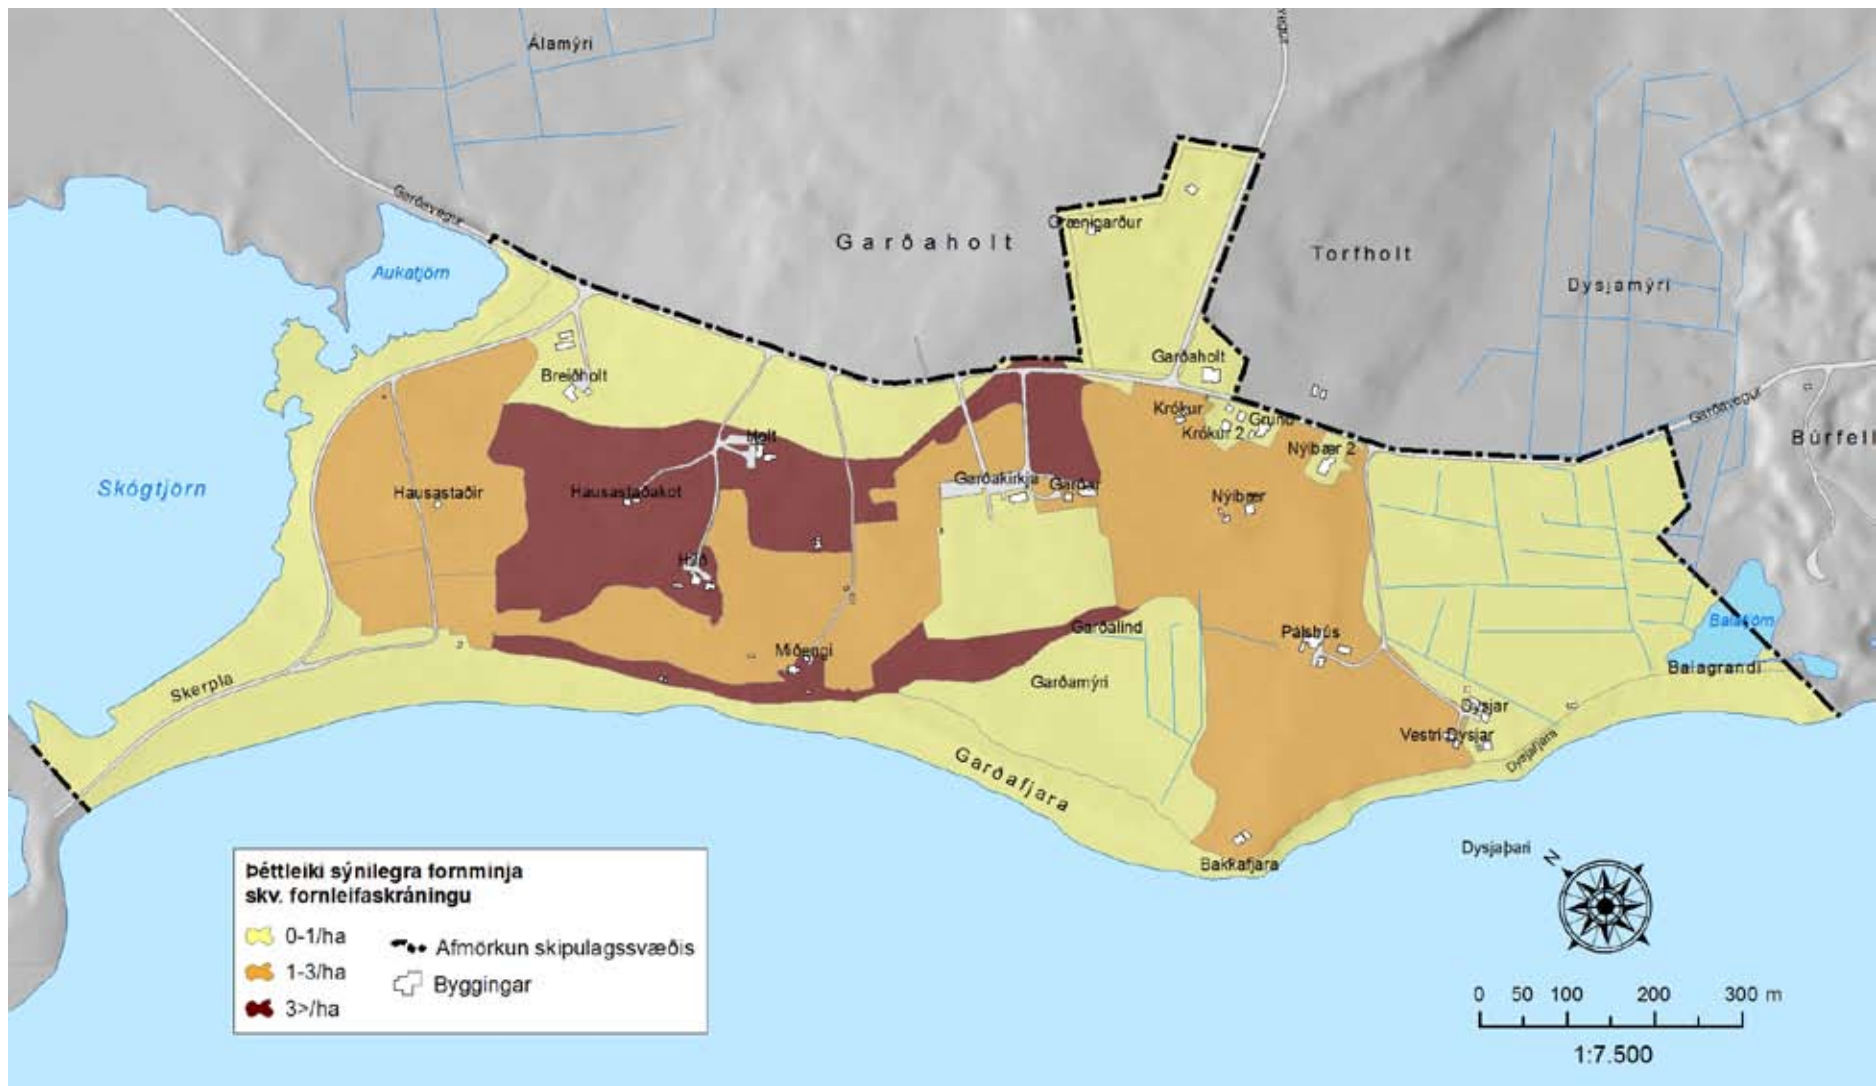 Álamýri
Garðavegur
Aukatjörn
Garðaholt
Grænigarður
Torfholt
Dysjamýri
Breiðholt
Garðaholt
Krókur
Krókur 2
Grund
Nýibær 2
Garðavegur
Búrfell
Skógtjörn
Hausastaðir
Hausastaðakot
Holt
Garðakirkja
Garðar
Nýibær
Hlið
Garðalind
Pálshús
Balatjörn
Miðengi
Garðamýri
Balagrandi
Skerpla
Dysjar
Vestri Dysjar
Dysjafjara
Garðafjara
Bakkafjara
Dysjaþari
N
Þéttleiki sýnilegra fornminja
skv. fornleifaskráningu
0-1/ha
1-3/ha
3>/ha
Afmörkun skipulagssvæðis
Byggingar
0 50 100 200 300 m
1:7.500